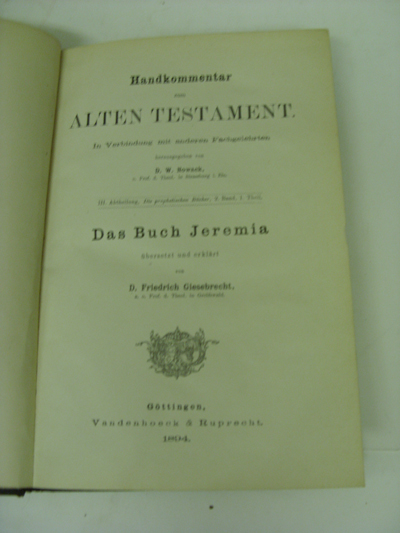 Handkommentar
zum
ALTEN TESTAMENT.
In Verbindung mit anderen Fachgelehrten
herausgegeben von
D. W. Nowack,
o. Prof. d. Theol. in Strassburg i. Els.
III. Abtheilung, Die prophetischen Bücher, 2. Band, 1. Theil.
Das Buch Jeremia
übersetzt und erklärt
von
D. Friedrich Giesebrecht,
a. o. Prof. d. Theol. in Greifswald.
Göttingen,
Vandenhoeck & Ruprecht.
1894.